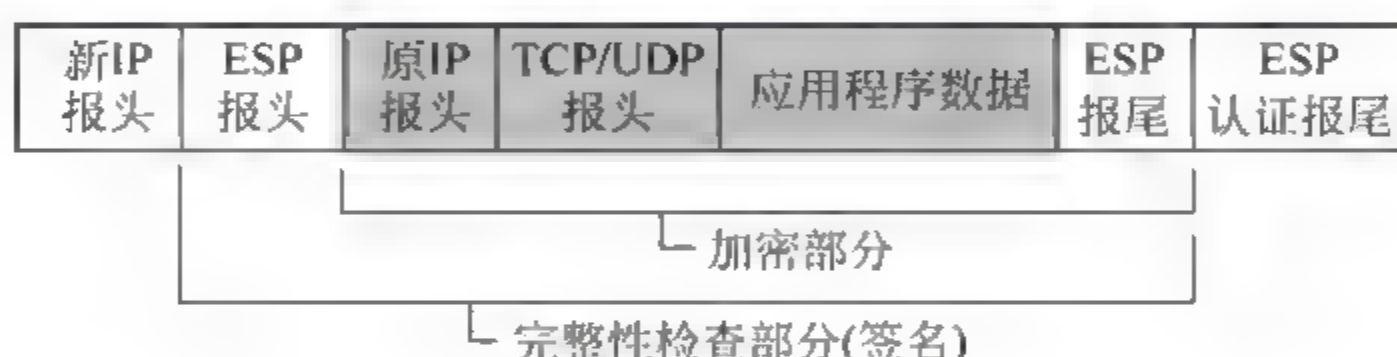 新IP
报头
ESP
报头
原IP
报头
TCP/UDP
报头
应用程序数据
ESP
报尾
ESP
认证报尾
加密部分
完整性检查部分(签名)